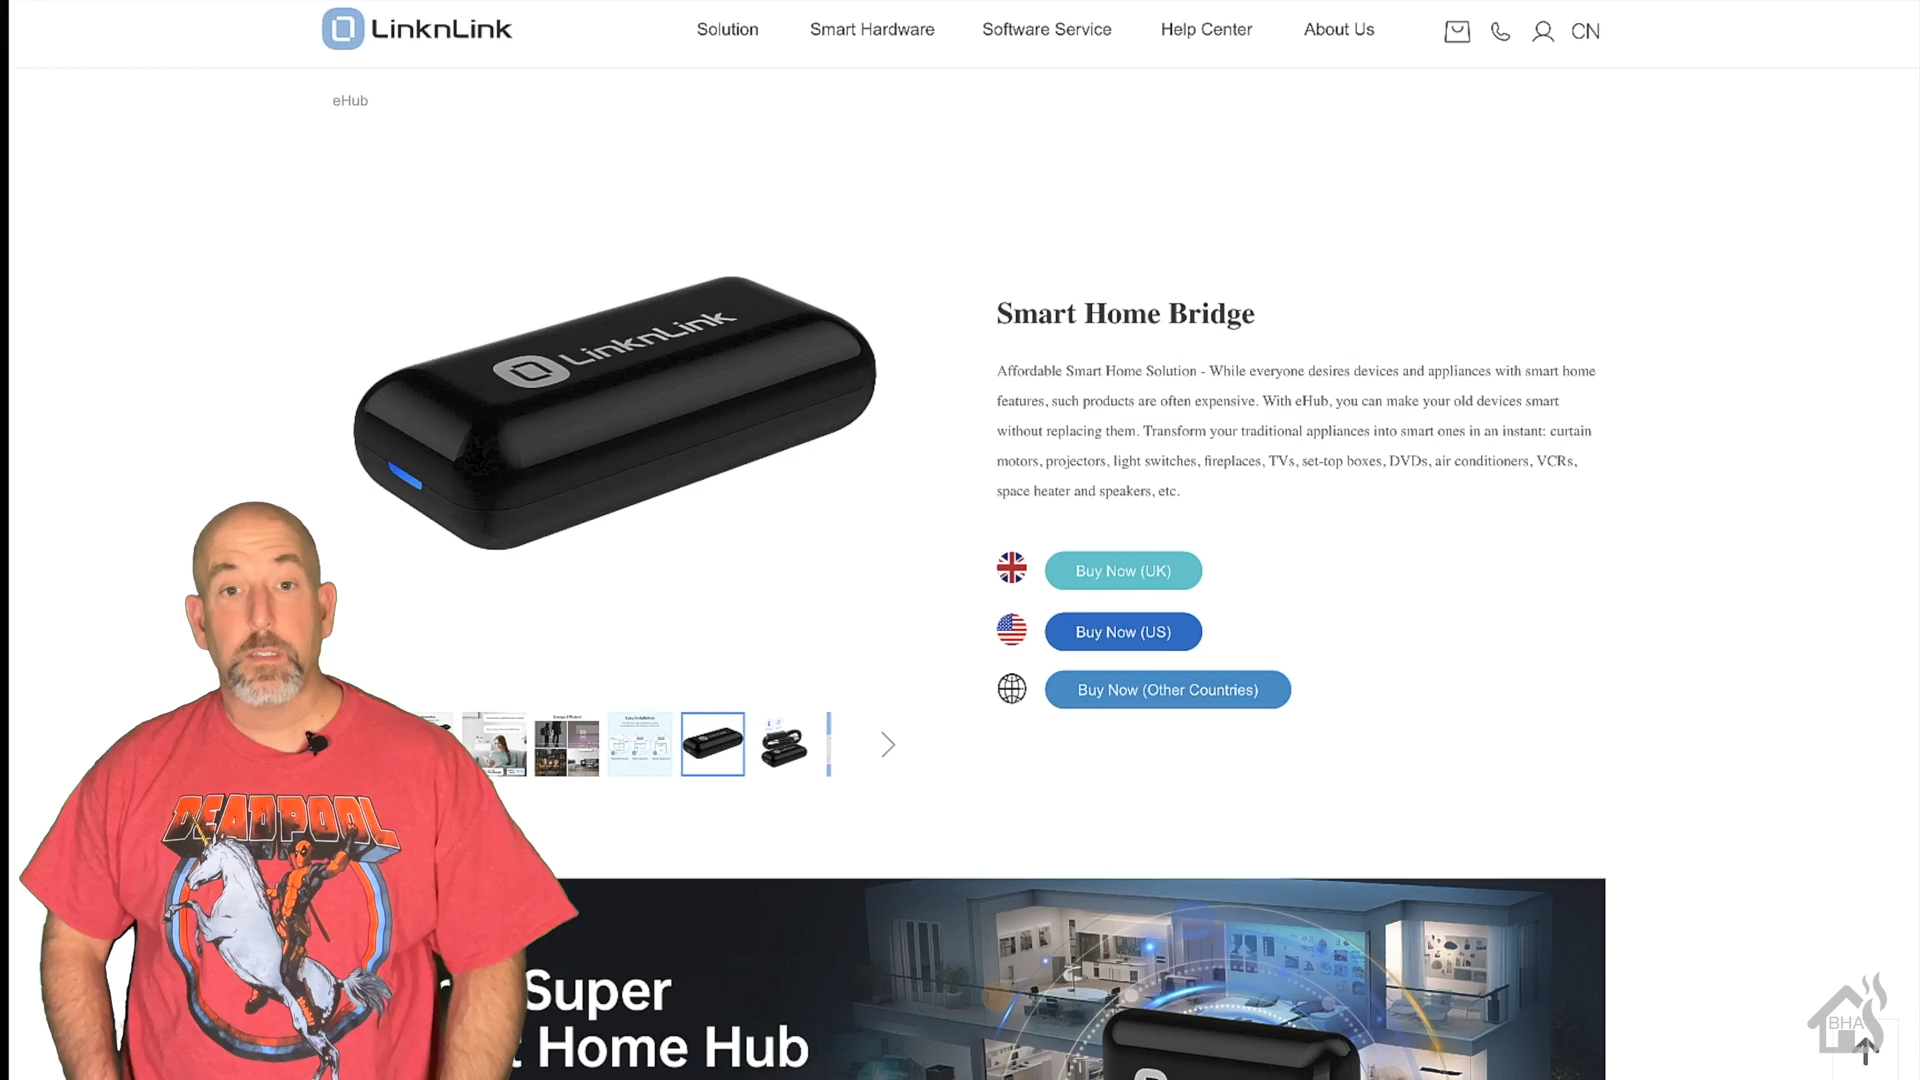 LinknLink
Solution
Smart Hardware
Software Service
Help Center
About Us
CN
eHub
LinknLink
Smart Home Bridge
Affordable Smart Home Solution - While everyone desires devices and appliances with smart home
features, such products are often expensive. With eHub, you can make your old devices smart
without replacing them. Transform your traditional appliances into smart ones in an instant: curtain
motors, projectors, light switches, fireplaces, TVs, set-top boxes, DVDs, air conditioners, VCRs,
space heater and speakers, etc.
Buy Now (UK)
Buy Now (US)
Buy Now (Other Countries)
DEADPOOL
Super
Home Hub
BHA